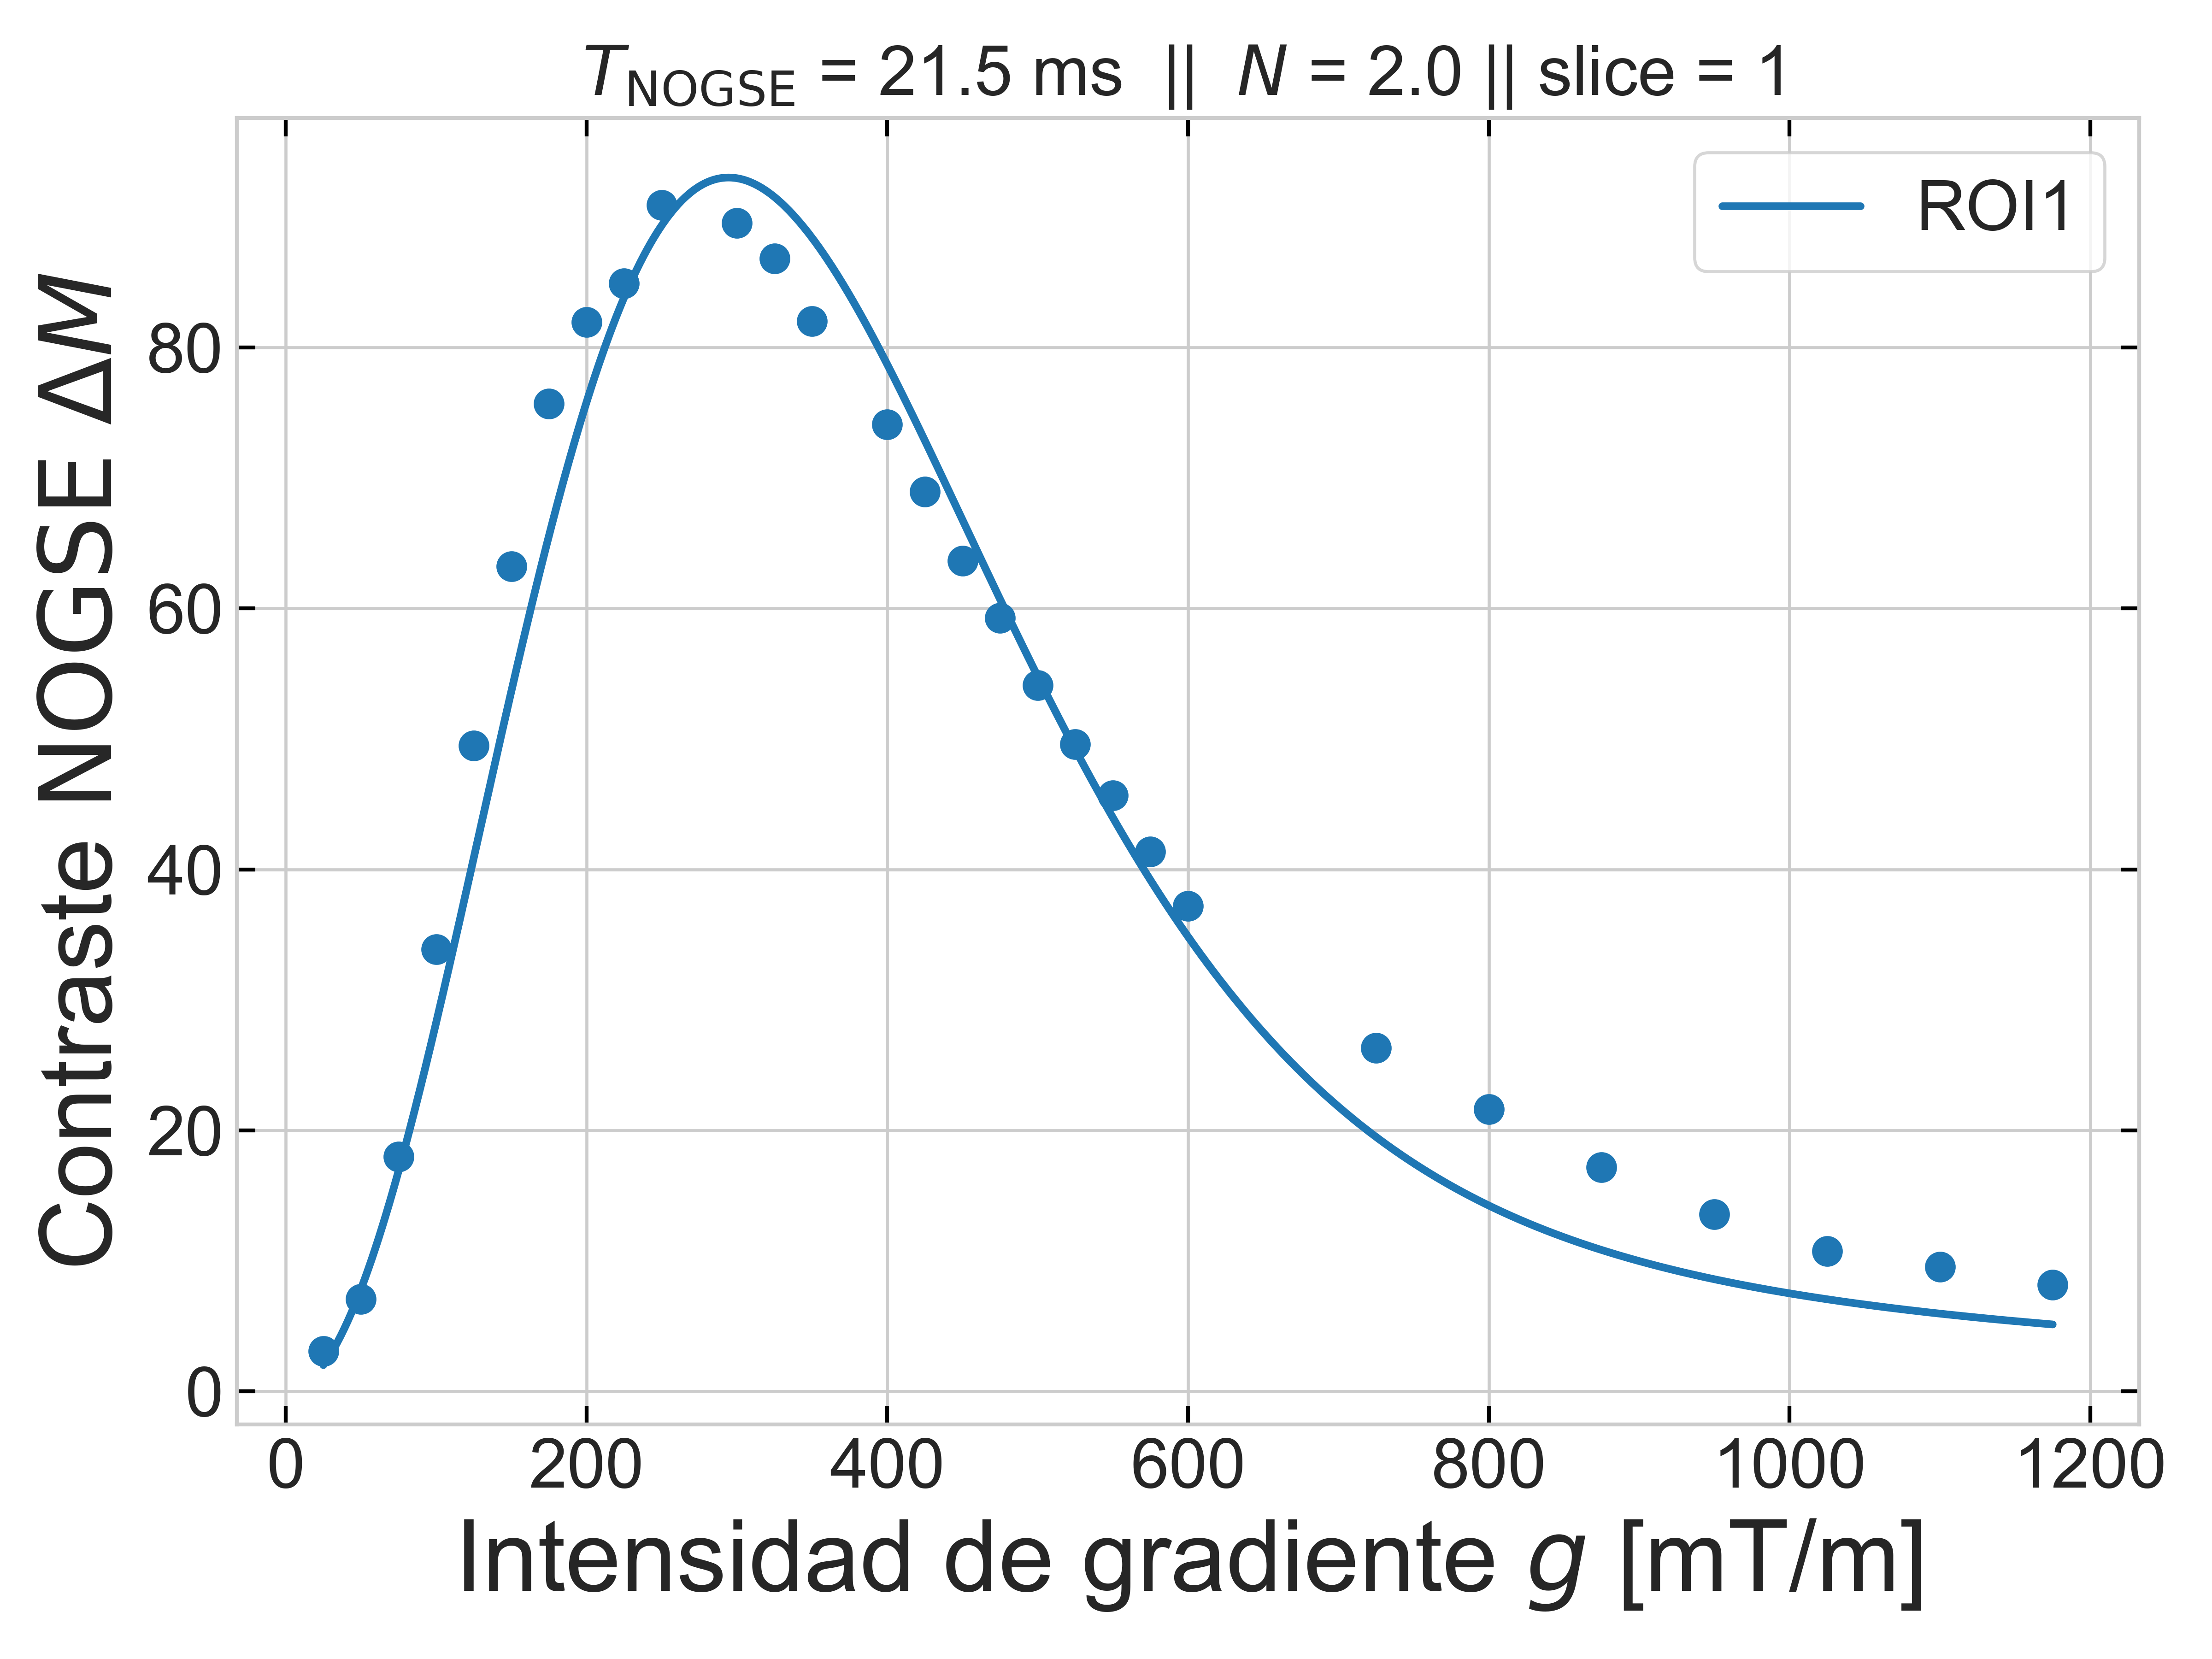 T_NOGSE = 21.5 ms || N = 2.0 || slice = 1
ROI1
Contraste NOGSE ΔM
80
60
40
20
0
0 200 400 600 800 1000 1200
Intensidad de gradiente g [mT/m]